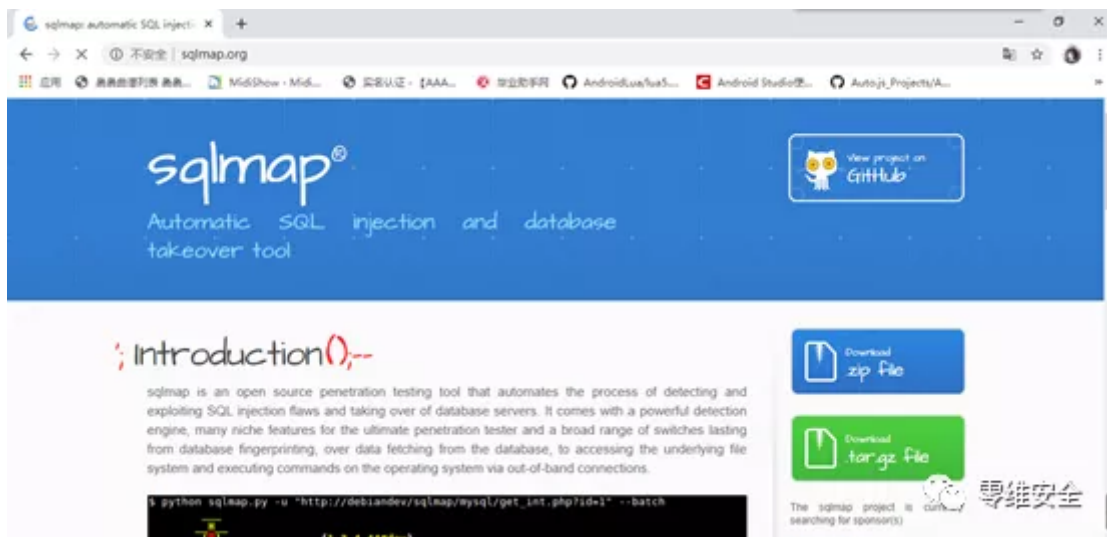 sqlmap: automatic SQL injecti
不安全 | sqlmap.org
应用
MidiShow - Midi...
实名认证 - 【AAA...
AndroidLua/lua5...
Android Studio
Autojs_Projects/A...
sqlmap®
Automatic SQL injection and database
takeover tool
View project on
GitHub
'; Introduction();--
sqlmap is an open source penetration testing tool that automates the process of detecting and
exploiting SQL injection flaws and taking over of database servers. It comes with a powerful detection
engine, many niche features for the ultimate penetration tester and a broad range of switches lasting
from database fingerprinting, over data fetching from the database, to accessing the underlying file
system and executing commands on the operating system via out-of-band connections.
$ python sqlmap.py -u "http://debiandev/sqlmap/mysql/get_int.php?id=1" --batch
Download
.zip file
Download
.tar.gz file
The sqlmap project is
searching for sponsor(s)
零维安全